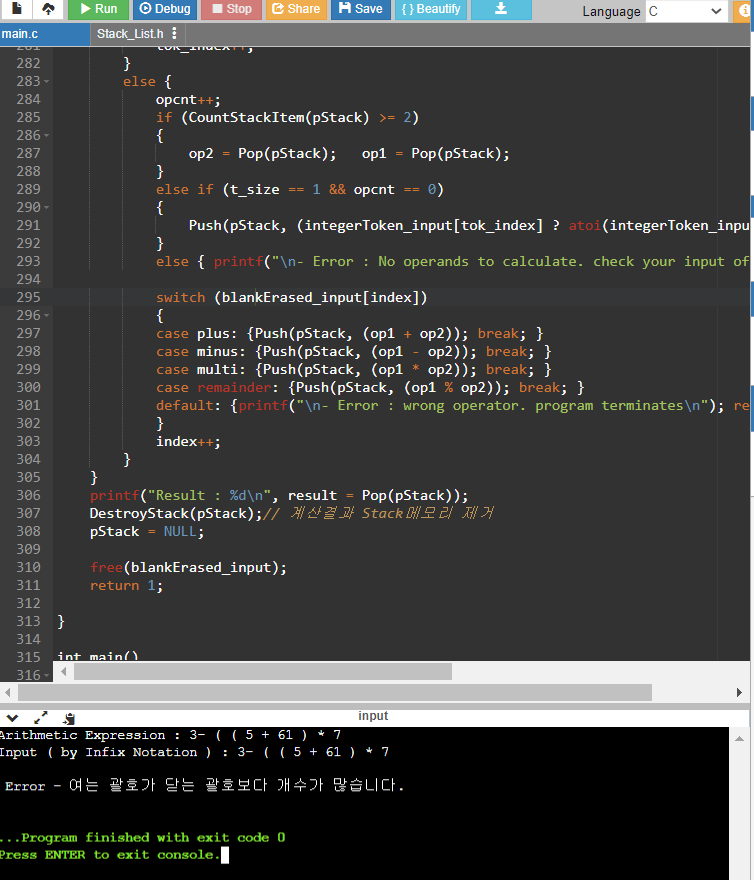 Run Debug Stop Share Save { } Beautify Language C
main.c Stack_List.h
281 tok_index++;
282 }
283 else {
284 opcnt++;
285 if (CountStackItem(pStack) >= 2)
286 {
287 op2 = Pop(pStack); op1 = Pop(pStack);
288 }
289 else if (t_size == 1 && opcnt == 0)
290 {
291 Push(pStack, (integerToken_input[tok_index] ? atoi(integerToken_inpu
292 }
293 else { printf("\n- Error : No operands to calculate. check your input of
294
295 switch (blankErased_input[index])
296 {
297 case plus: {Push(pStack, (op1 + op2)); break; }
298 case minus: {Push(pStack, (op1 - op2)); break; }
299 case multi: {Push(pStack, (op1 * op2)); break; }
300 case remainder: {Push(pStack, (op1 % op2)); break; }
301 default: {printf("\n- Error : wrong operator. program terminates\n"); re
302 }
303 index++;
304 }
305 }
306 printf("Result : %d\n", result = Pop(pStack));
307 DestroyStack(pStack);// 계산결과 Stack메모리 제거
308 pStack = NULL;
309
310 free(blankErased_input);
311 return 1;
312
313 }
314
315 int main()
316
input
Arithmetic Expression : 3- ( ( 5 + 61 ) * 7
Input ( by Infix Notation ) : 3- ( ( 5 + 61 ) * 7
Error - 여는 괄호가 닫는 괄호보다 개수가 많습니다.
...Program finished with exit code 0
Press ENTER to exit console.